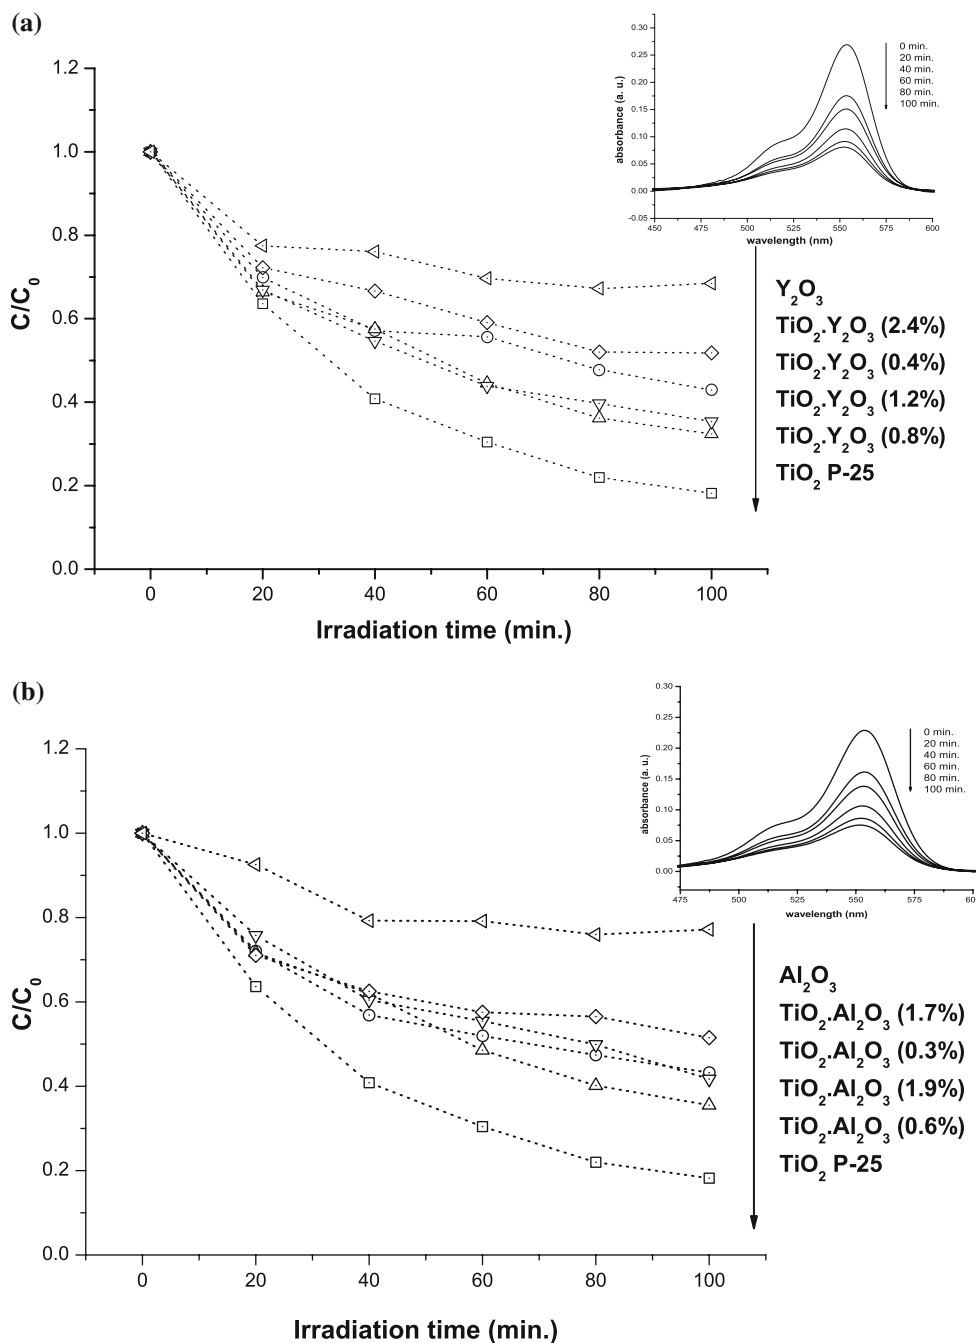 (a)
1.2
1.0
0.8
0.6
0.4
0.2
0.0
C/C₀
0 20 40 60 80 100
Irradiation time (min.)
0.30
0.25
0.20
0.15
0.10
0.05
0.00
-0.05
absorbance (a. u.)
450 475 500 525 550 575 600
wavelength (nm)
0 min.
20 min.
40 min.
60 min.
80 min.
100 min.
Y₂O₃
TiO₂.Y₂O₃ (2.4%)
TiO₂.Y₂O₃ (0.4%)
TiO₂.Y₂O₃ (1.2%)
TiO₂.Y₂O₃ (0.8%)
TiO₂ P-25
(b)
1.2
1.0
0.8
0.6
0.4
0.2
0.0
C/C₀
0 20 40 60 80 100
Irradiation time (min.)
0.30
0.25
0.20
0.15
0.10
0.05
0.00
absorbance (a. u.)
475 500 525 550 575 60
wavelength (nm)
0 min.
20 min.
40 min.
60 min.
80 min.
100 min.
Al₂O₃
TiO₂.Al₂O₃ (1.7%)
TiO₂.Al₂O₃ (0.3%)
TiO₂.Al₂O₃ (1.9%)
TiO₂.Al₂O₃ (0.6%)
TiO₂ P-25